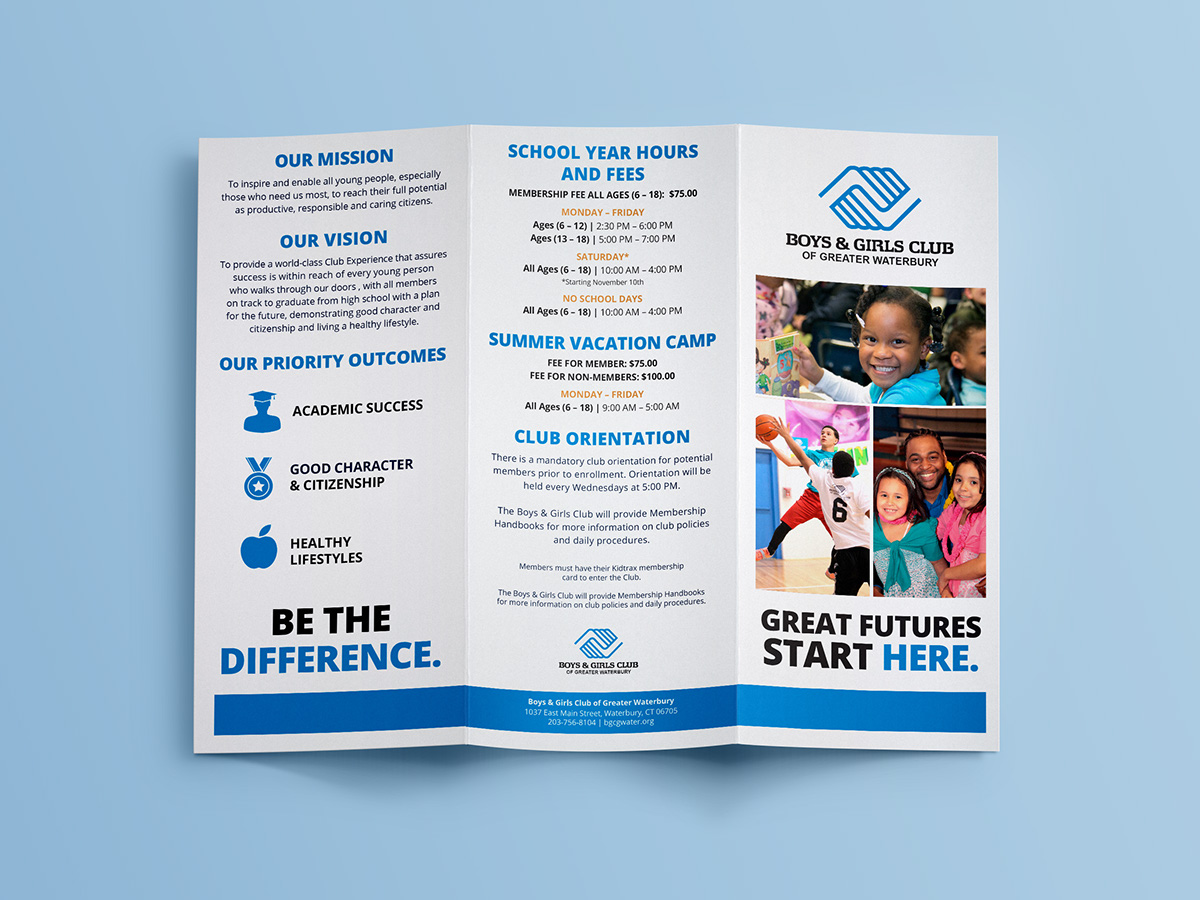 OUR MISSION
To inspire and enable all young people, especially
those who need us most, to reach their full potential
as productive, responsible and caring citizens.
OUR VISION
To provide a world-class Club Experience that assures
success is within reach of every young person
who walks through our doors , with all members
on track to graduate from high school with a plan
for the future, demonstrating good character and
citizenship and living a healthy lifestyle.
OUR PRIORITY OUTCOMES
ACADEMIC SUCCESS
GOOD CHARACTER
& CITIZENSHIP
HEALTHY
LIFESTYLES
BE THE
DIFFERENCE.
SCHOOL YEAR HOURS
AND FEES
MEMBERSHIP FEE ALL AGES (6 – 18): $75.00
MONDAY – FRIDAY
Ages (6 – 12) | 2:30 PM – 6:00 PM
Ages (13 – 18) | 5:00 PM – 7:00 PM
SATURDAY*
All Ages (6 – 18) | 10:00 AM – 4:00 PM
*Starting November 10th
NO SCHOOL DAYS
All Ages (6 – 18) | 10:00 AM – 4:00 PM
SUMMER VACATION CAMP
FEE FOR MEMBER: $75.00
FEE FOR NON-MEMBERS: $100.00
MONDAY – FRIDAY
All Ages (6 – 18) | 9:00 AM – 5:00 AM
CLUB ORIENTATION
There is a mandatory club orientation for potential
members prior to enrollment. Orientation will be
held every Wednesdays at 5:00 PM.
The Boys & Girls Club will provide Membership
Handbooks for more information on club policies
and daily procedures.
Members must have their Kidtrax membership
card to enter the Club.
The Boys & Girls Club will provide Membership Handbooks
for more information on club policies and daily procedures.
BOYS & GIRLS CLUB
OF GREATER WATERBURY
Boys & Girls Club of Greater Waterbury
1037 East Main Street, Waterbury, CT 06705
203-756-8104 | bgcgwater.org
BOYS & GIRLS CLUB
OF GREATER WATERBURY
6
GREAT FUTURES
START HERE.